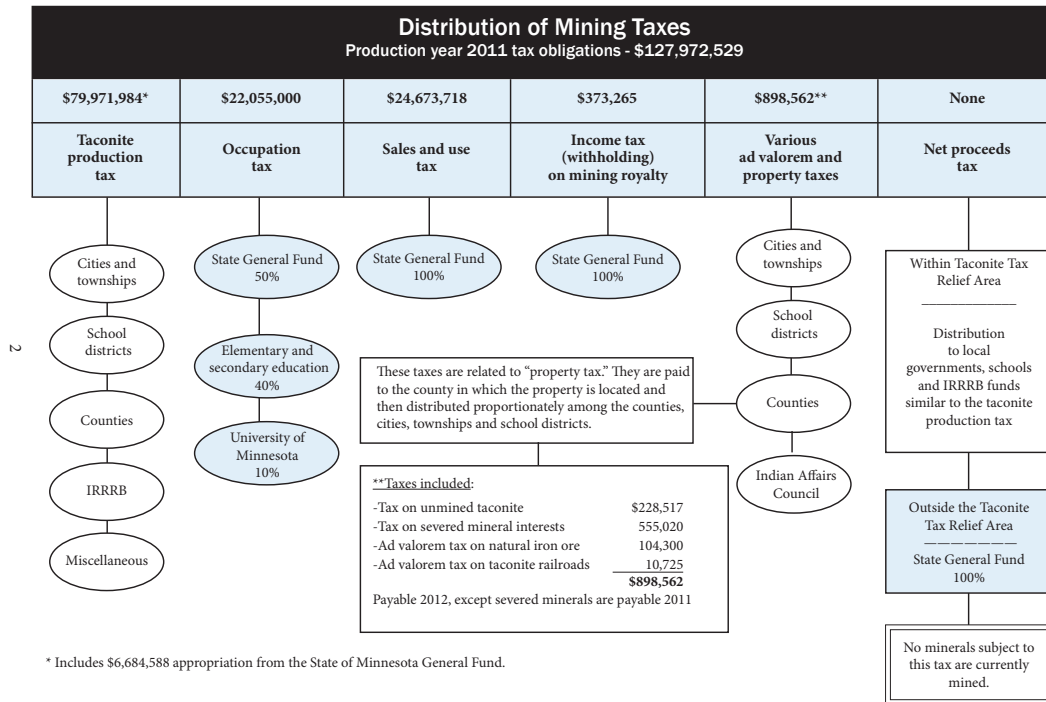 Distribution of Mining Taxes
Production year 2011 tax obligations - $127,972,529
$79,971,984*
$22,055,000
$24,673,718
$373,265
$898,562**
None
Taconite
production
tax
Occupation
tax
Sales and use
tax
Income tax
(withholding)
on mining royalty
Various
ad valorem and
property taxes
Net proceeds
tax
Cities and
townships
School
districts
Counties
IRRRB
Miscellaneous
State General Fund
50%
Elementary and
secondary education
40%
University of
Minnesota
10%
State General Fund
100%
State General Fund
100%
Cities and
townships
School
districts
Counties
Indian Affairs
Council
These taxes are related to “property tax.” They are paid
to the county in which the property is located and
then distributed proportionately among the counties,
cities, townships and school districts.
**Taxes included:
-Tax on unmined taconite $228,517
-Tax on severed mineral interests 555,020
-Ad valorem tax on natural iron ore 104,300
-Ad valorem tax on taconite railroads 10,725
$898,562
Payable 2012, except severed minerals are payable 2011
Within Taconite Tax
Relief Area
Distribution
to local
governments, schools
and IRRRB funds
similar to the taconite
production tax
Outside the Taconite
Tax Relief Area
State General Fund
100%
No minerals subject to
this tax are currently
mined.
* Includes $6,684,588 appropriation from the State of Minnesota General Fund.
2